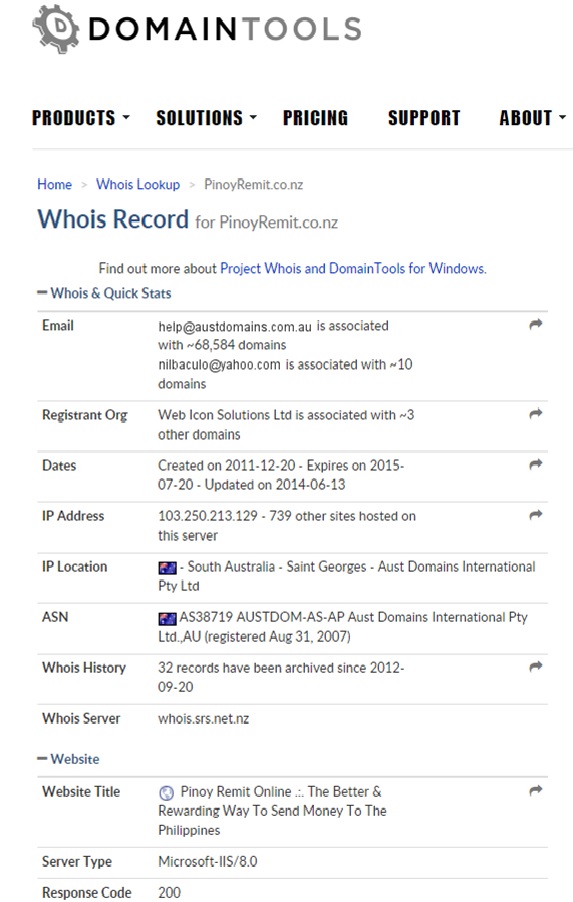 DOMAINTOOLS
PRODUCTS SOLUTIONS PRICING SUPPORT ABOUT
Home > Whois Lookup > PinoyRemit.co.nz
Whois Record for PinoyRemit.co.nz
Find out more about Project Whois and DomainTools for Windows.
Whois & Quick Stats
Email help@austdomains.com.au is associated
with ~68,584 domains
nilbaculo@yahoo.com is associated with ~10
domains
Registrant Org Web Icon Solutions Ltd is associated with ~3
other domains
Dates Created on 2011-12-20 - Expires on 2015-
07-20 - Updated on 2014-06-13
IP Address 103.250.213.129 - 739 other sites hosted on
this server
IP Location - South Australia - Saint Georges - Aust Domains International
Pty Ltd
ASN AS38719 AUSTDOM-AS-AP Aust Domains International Pty
Ltd.,AU (registered Aug 31, 2007)
Whois History 32 records have been archived since 2012-
09-20
Whois Server whois.srs.net.nz
Website
Website Title Pinoy Remit Online .:. The Better &
Rewarding Way To Send Money To The
Philippines
Server Type Microsoft-IIS/8.0
Response Code 200